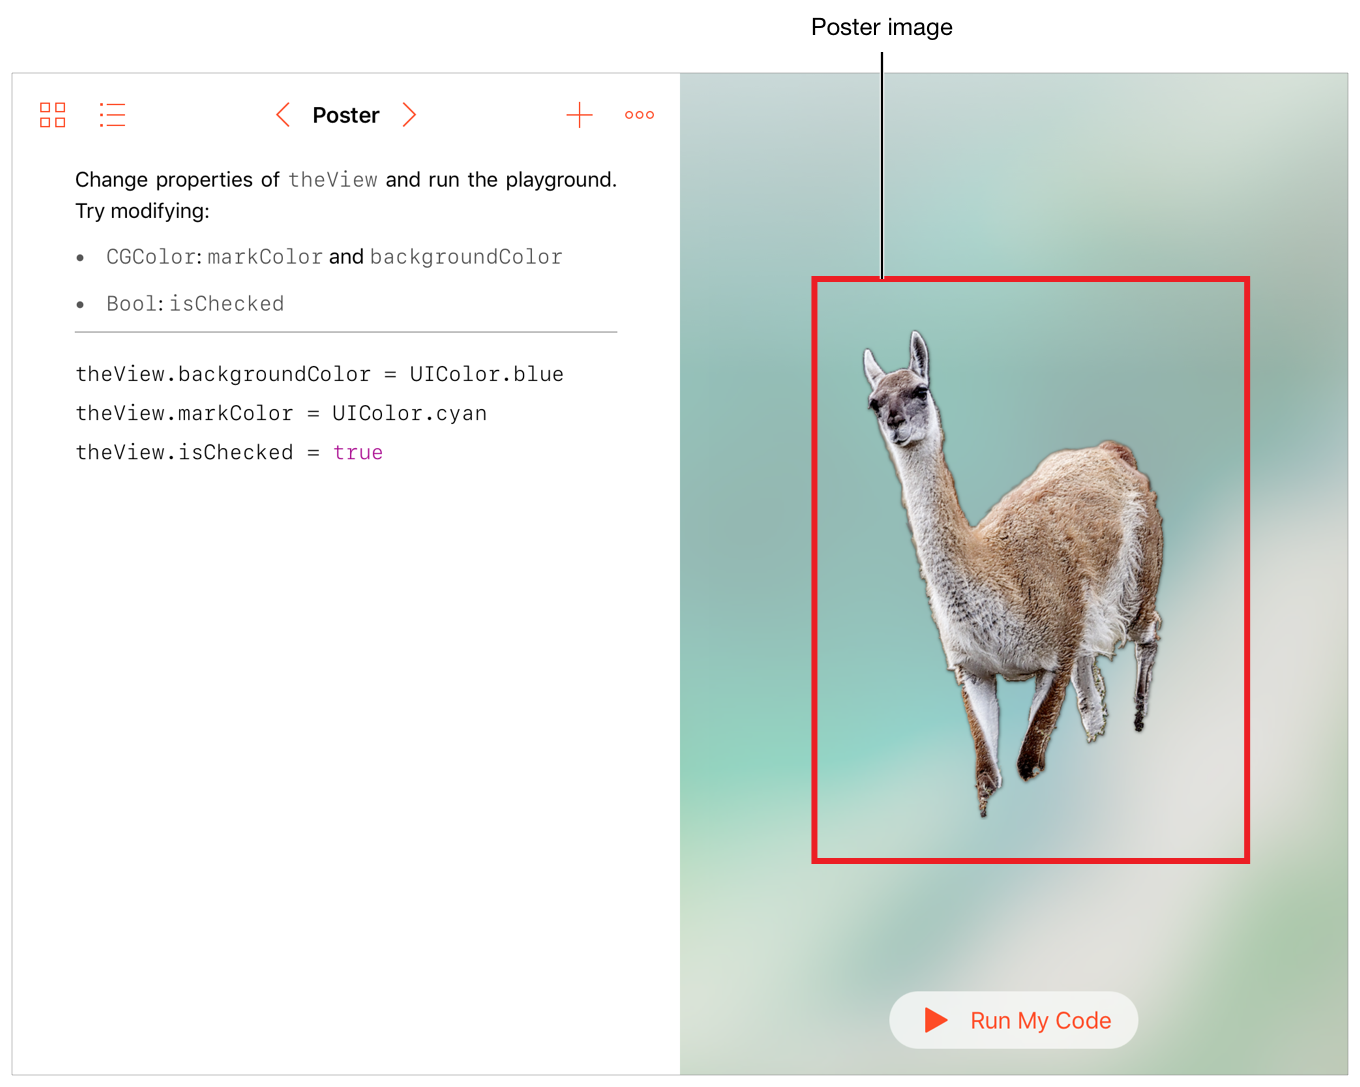 Poster image
Poster
Change properties of theView and run the playground.
Try modifying:
• CGColor: markColor and backgroundColor
• Bool: isChecked
theView.backgroundColor = UIColor.blue
theView.markColor = UIColor.cyan
theView.isChecked = true
Run My Code